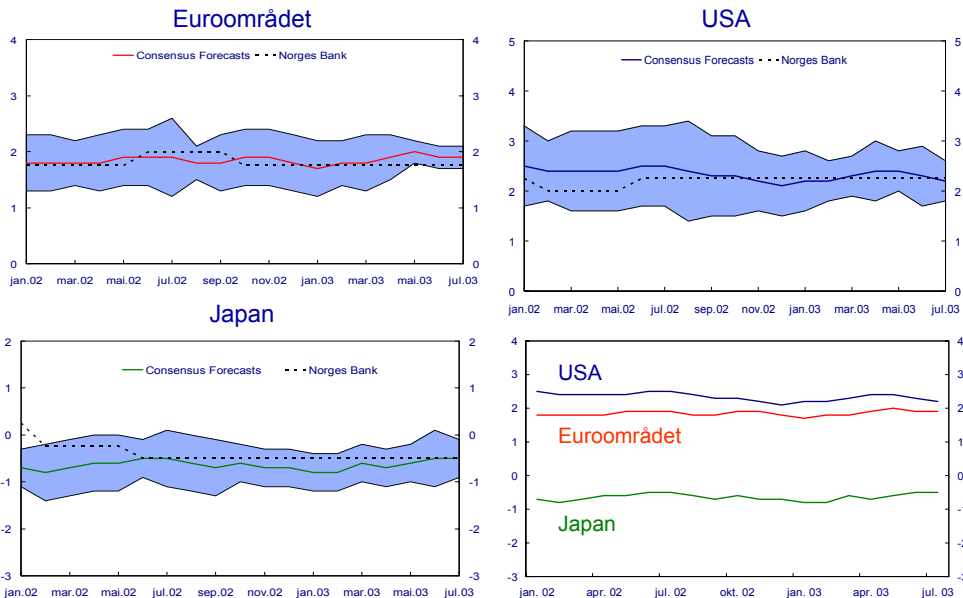 Euroområdet
4 4
Consensus Forecasts Norges Bank
3 3
2 2
1 1
0 0
jan.02 mar.02 mai.02 jul.02 sep.02 nov.02 jan.03 mar.03 mai.03 jul.03
USA
5 5
Consensus Forecasts Norges Bank
4 4
3 3
2 2
1 1
0 0
jan.02 mar.02 mai.02 jul.02 sep.02 nov.02 jan.03 mar.03 mai.03 jul.03
Japan
2 2
Consensus Forecasts Norges Bank
1 1
0 0
-1 -1
-2 -2
-3 -3
jan.02 mar.02 mai.02 jul.02 sep.02 nov.02 jan.03 mar.03 mai.03 jul.03
4 4
USA
3 3
2 2
Euroområdet
1 1
0 0
-1 -1
Japan
-2 -2
-3 -3
jan. 02 apr. 02 jul. 02 okt. 02 jan. 03 apr. 03 jul. 03